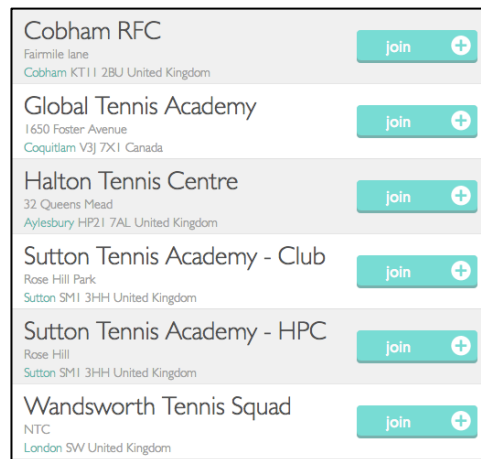 Cobham RFC
Fairmile lane
Cobham KT11 2BU United Kingdom
join
Global Tennis Academy
1650 Foster Avenue
Coquitlam V3J 7X1 Canada
join
Halton Tennis Centre
32 Queens Mead
Aylesbury HP21 7AL United Kingdom
join
Sutton Tennis Academy - Club
Rose Hill Park
Sutton SM1 3HH United Kingdom
join
Sutton Tennis Academy - HPC
Rose Hill
Sutton SM1 3HH United Kingdom
join
Wandsworth Tennis Squad
NTC
London SW United Kingdom
join